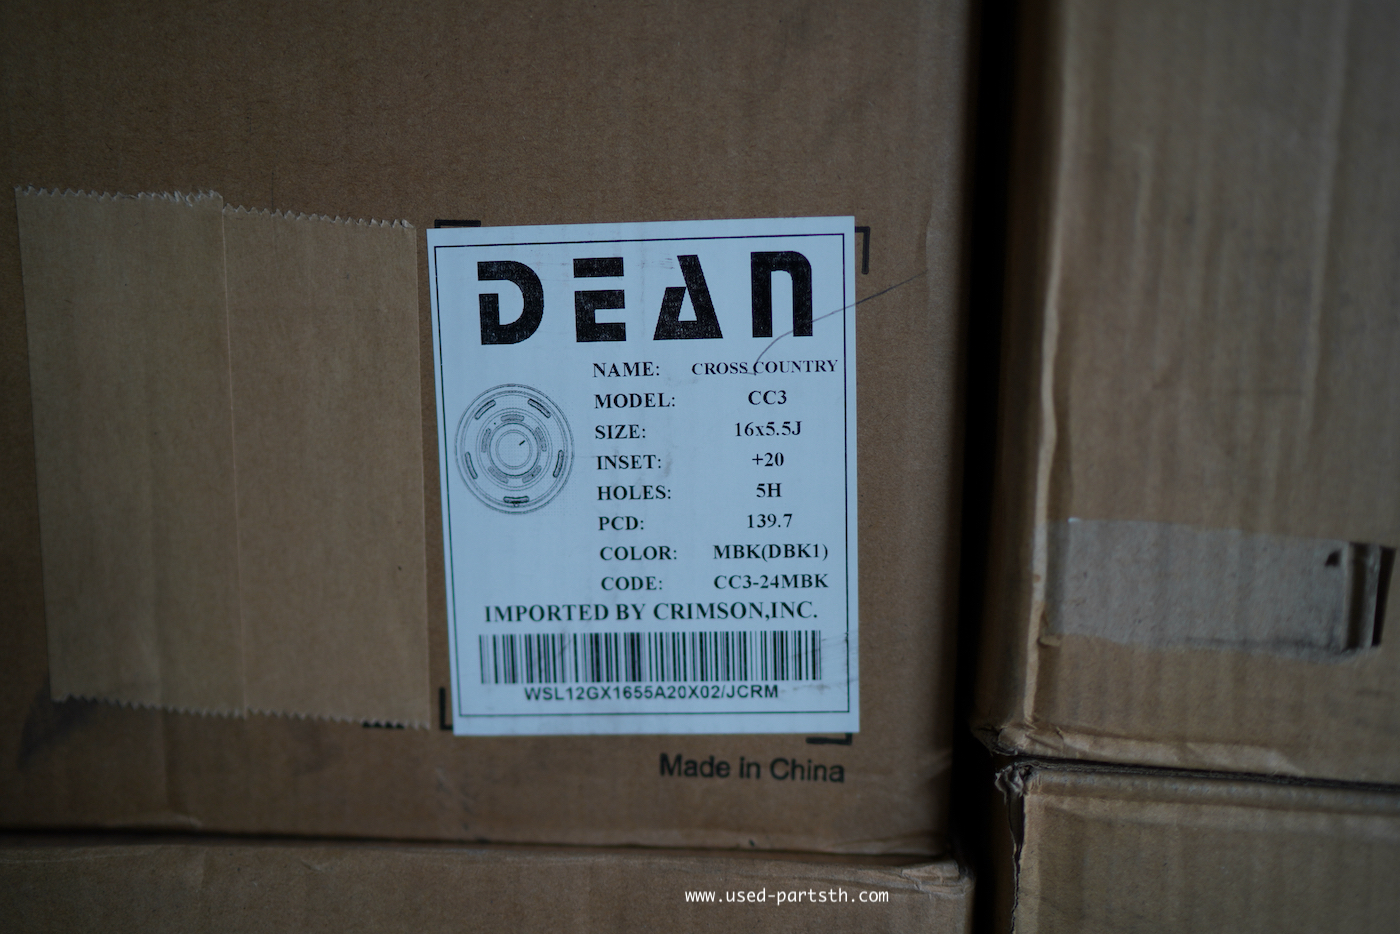 DEAN
NAME: CROSS COUNTRY
MODEL: CC3
SIZE: 16x5.5J
INSET: +20
HOLES: 5H
PCD: 139.7
COLOR: MBK(DBK1)
CODE: CC3-24MBK
IMPORTED BY CRIMSON,INC.
WSL12GX1655A20X02/JCRM
Made in China
www.used-partsth.com